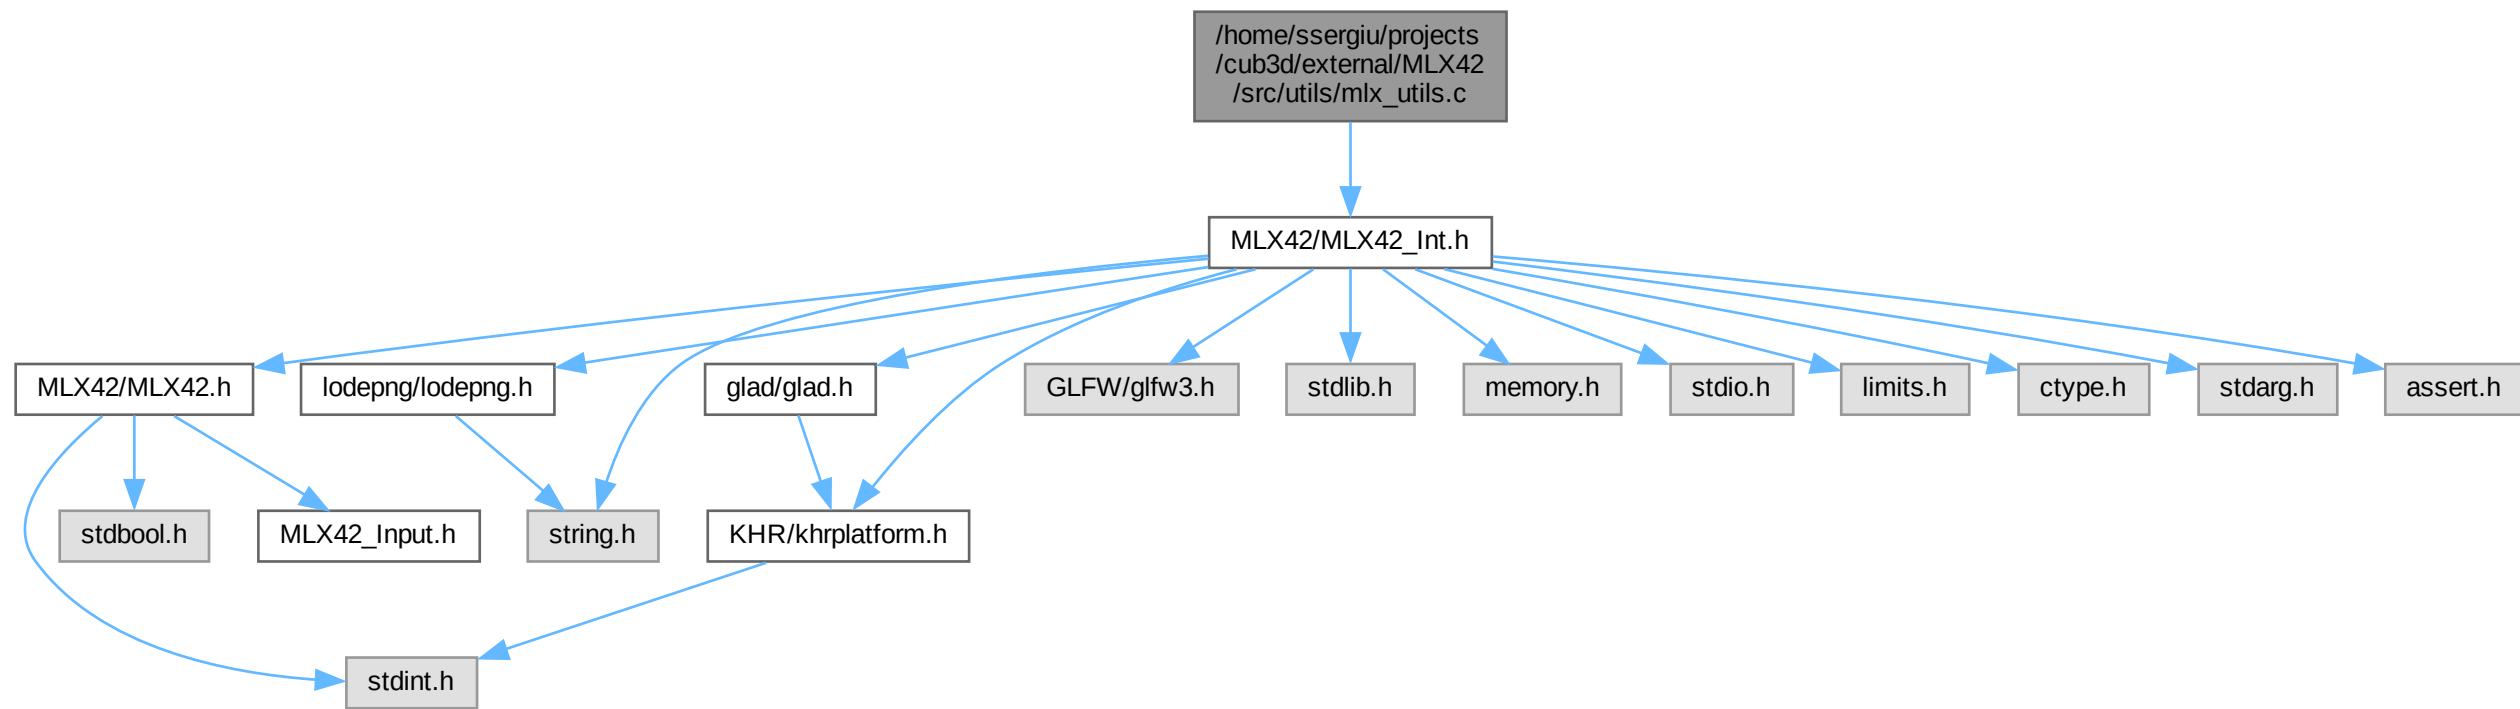 /home/ssergiu/projects
/cub3d/external/MLX42
/src/utils/mlx_utils.c
MLX42/MLX42_Int.h
MLX42/MLX42.h
lodepng/lodepng.h
glad/glad.h
GLFW/glfw3.h
stdlib.h
memory.h
stdio.h
limits.h
ctype.h
stdarg.h
assert.h
stdbool.h
MLX42_Input.h
string.h
KHR/khrplatform.h
stdint.h